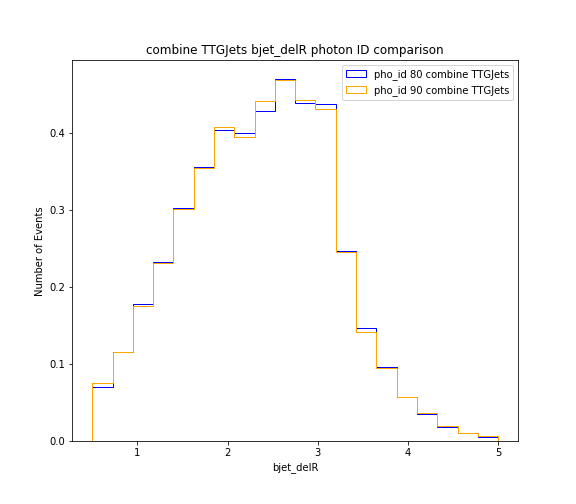 combine TTGJets bjet_delR photon ID comparison
pho_id 80 combine TTGJets
pho_id 90 combine TTGJets
Number of Events
0.4
0.3
0.2
0.1
0.0
1 2 3 4 5
bjet_delR